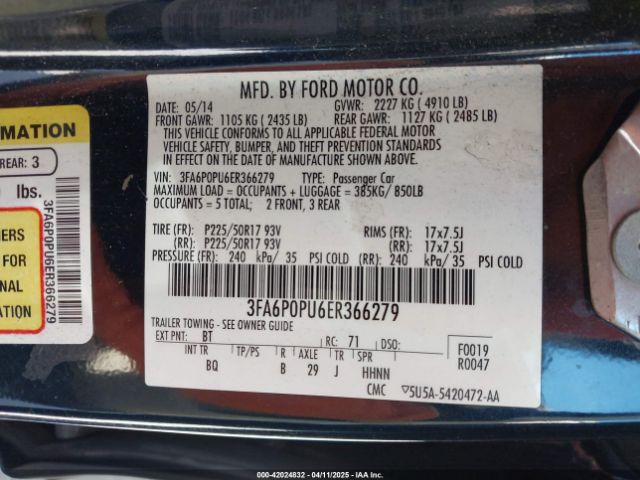 MFD. BY FORD MOTOR CO.
DATE: 05/14 GVWR: 2227 KG ( 4910 LB)
FRONT GAWR: 1105 KG ( 2435 LB) REAR GAWR: 1127 KG ( 2485 LB)
THIS VEHICLE CONFORMS TO ALL APPLICABLE FEDERAL MOTOR
VEHICLE SAFETY, BUMPER, AND THEFT PREVENTION STANDARDS
IN EFFECT ON THE DATE OF MANUFACTURE SHOWN ABOVE.
VIN: 3FA6P0PU6ER366279 TYPE: Passenger Car
MAXIMUM LOAD = OCCUPANTS + LUGGAGE = 385KG/ 850LB
OCCUPANTS = 5 TOTAL; 2 FRONT, 3 REAR
TIRE (FR): P225/50R17 93V RIMS (FR): 17x7.5J
(RR): P225/50R17 93V (RR): 17x7.5J
PRESSURE (FR): 240 kPa/ 35 PSI COLD (RR): 240 kPa/ 35 PSI COLD
3FA6P0PU6ER366279
TRAILER TOWING - SEE OWNER GUIDE
EXT PNT: BT RC: 71 DSO:
F0019
R0047
INT TR TP/PS R AXLE TR SPR
BQ B 29 J HHNN
CMC 5U5A-5420472-AA
RMATION
REAR: 3
lbs.
3FA6P0PU6ER366279
ERS
FOR
NAL
000-42024832 - 04/11/2025 - IAAI, Inc.